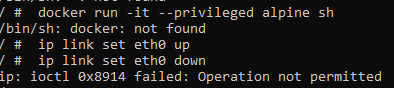 / #  docker run -it --privileged alpine sh
/bin/sh: docker: not found
/ #  ip link set eth0 up
/ #  ip link set eth0 down
ip: ioctl 0x8914 failed: Operation not permitted